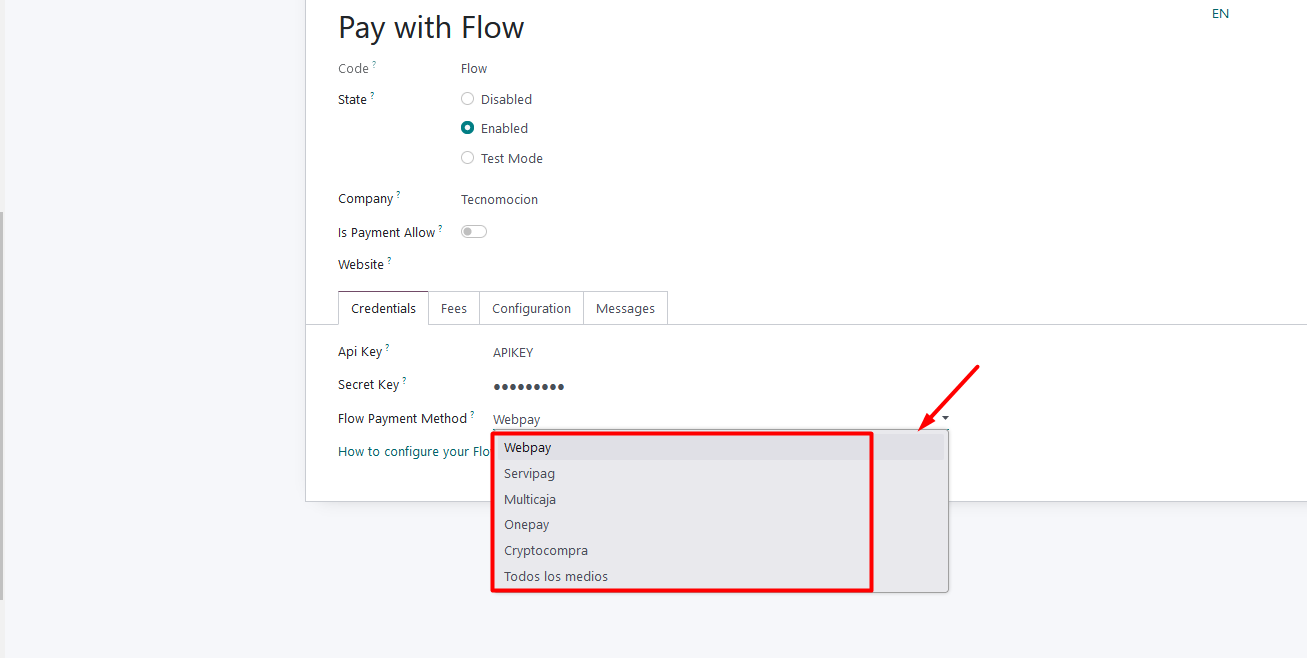 Pay with Flow
EN
Code ? Flow
State ? Disabled
Enabled
Test Mode
Company ? Tecnomocion
Is Payment Allow ?
Website ?
Credentials Fees Configuration Messages
Api Key ? APIKEY
Secret Key ? ●●●●●●●●●
Flow Payment Method ? Webpay
How to configure your Flo
Webpay
Servipag
Multicaja
Onepay
Cryptocompra
Todos los medios